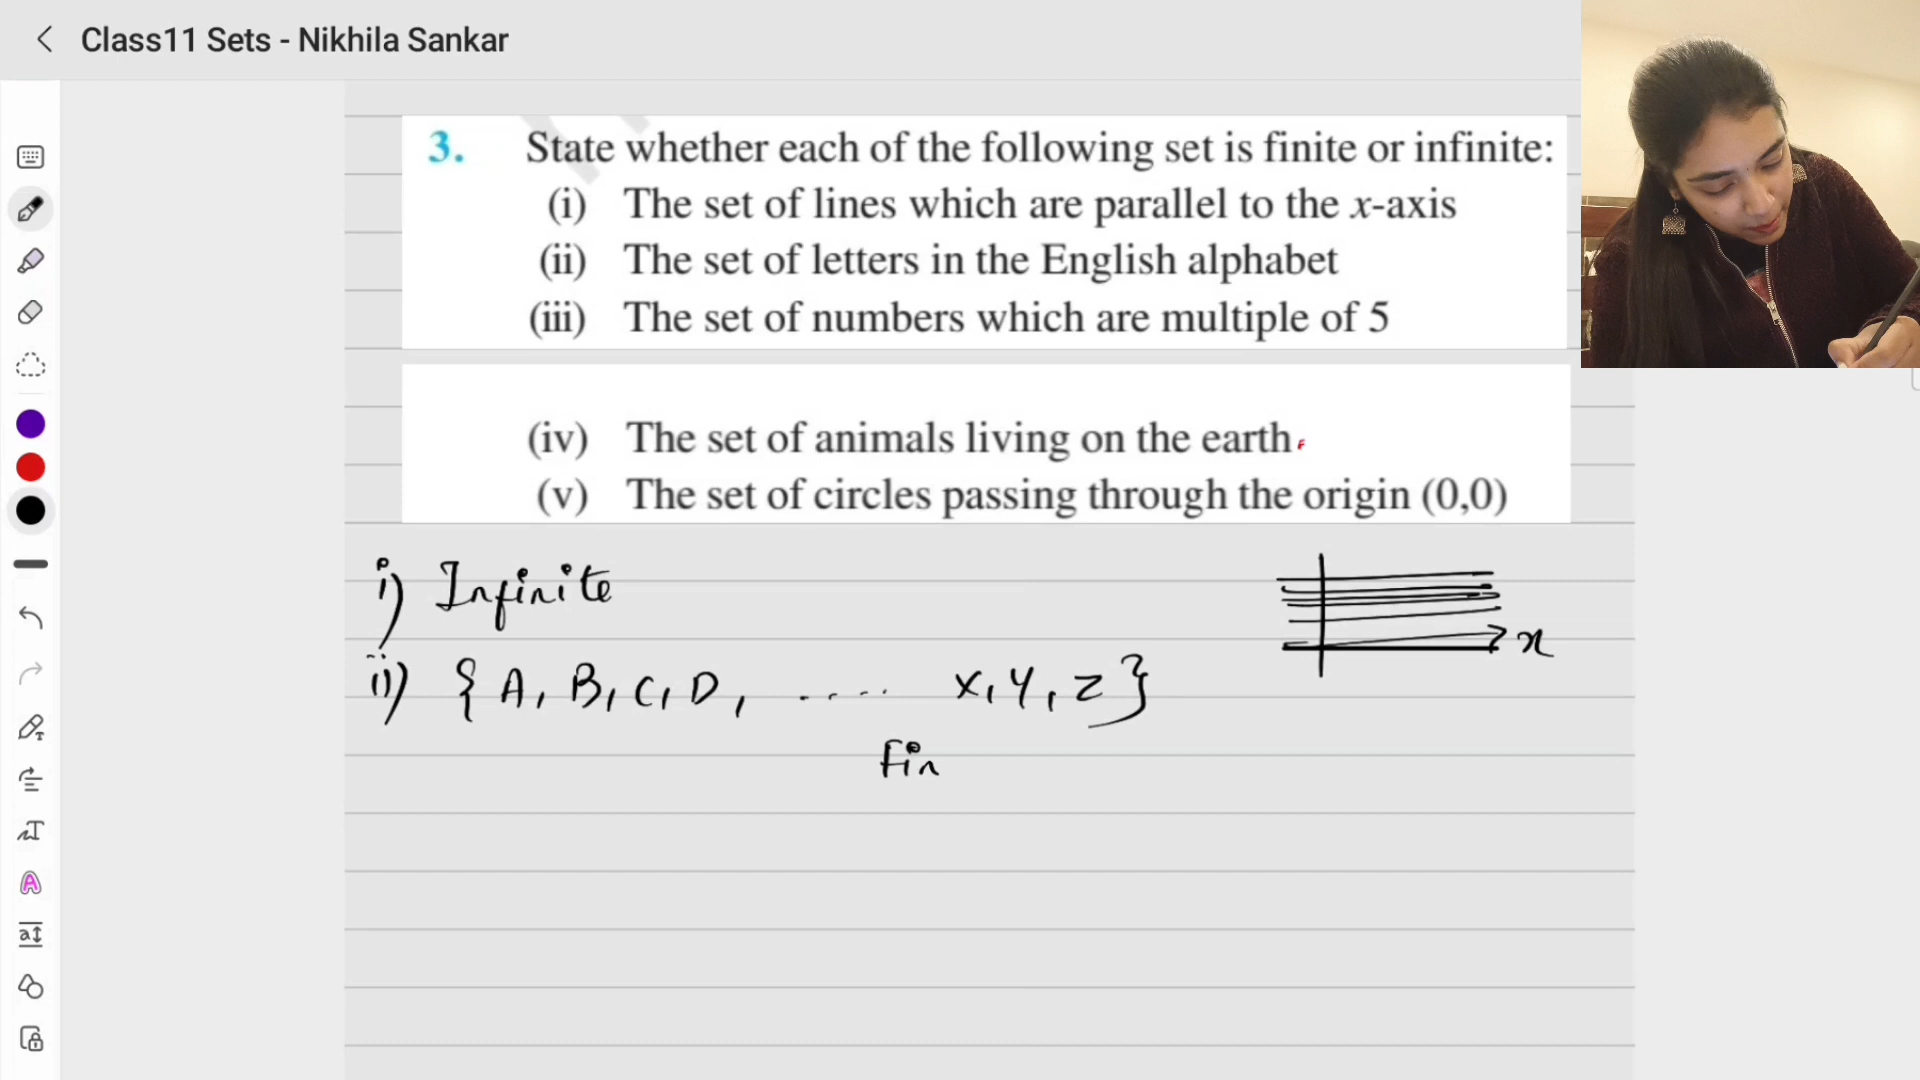 Class11 Sets - Nikhila Sankar
3. State whether each of the following set is finite or infinite:
(i) The set of lines which are parallel to the x-axis
(ii) The set of letters in the English alphabet
(iii) The set of numbers which are multiple of 5
(iv) The set of animals living on the earth
(v) The set of circles passing through the origin (0,0)
i) Infinite
x
ii) { A, B, C, D, ..... X, Y, Z }
Fin